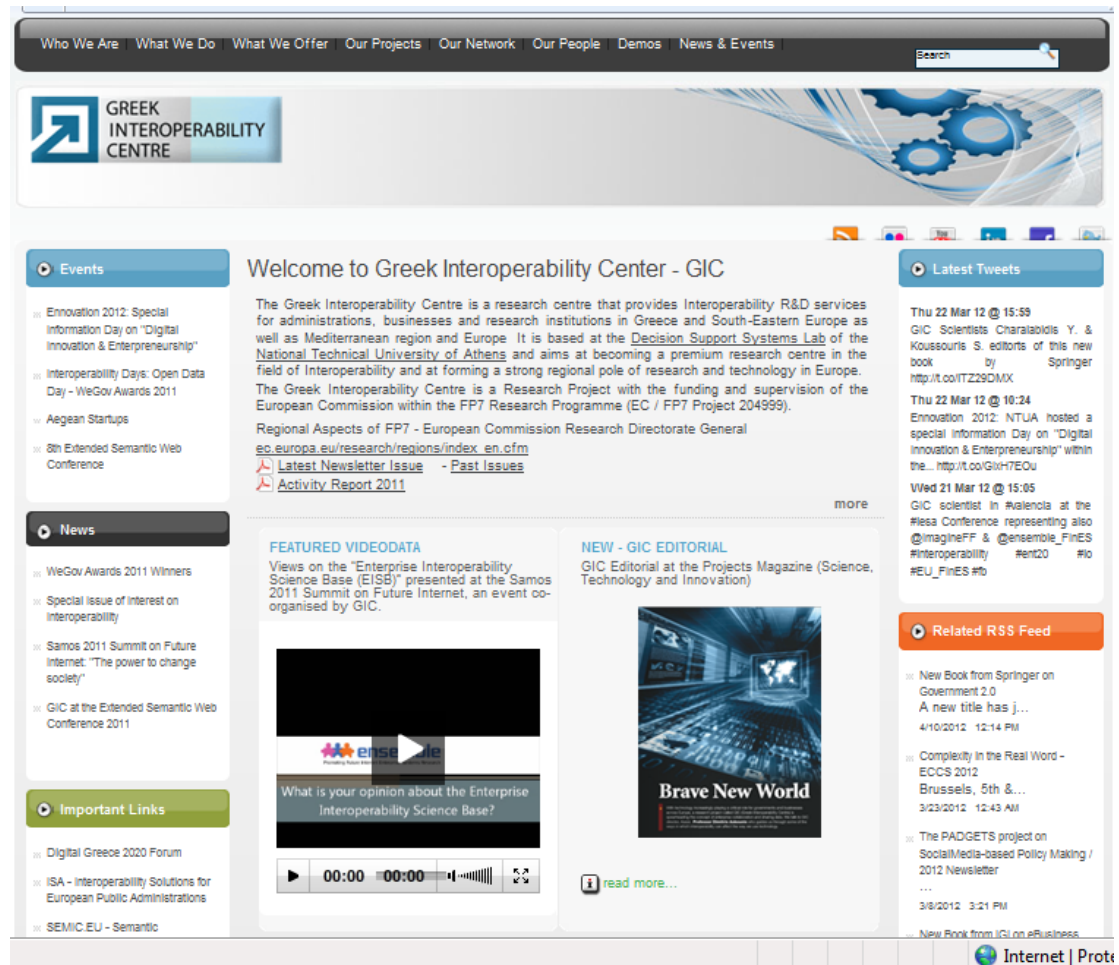 Who We Are | What We Do | What We Offer | Our Projects | Our Network | Our People | Demos | News & Events |
Search
GREEK
INTEROPERABILITY
CENTRE
Events
Ennovation 2012: Special
Information Day on "Digital
Innovation & Enterpreneurship"
Interoperability Days: Open Data
Day - WeGov Awards 2011
Aegean Startups
8th Extended Semantic Web
Conference
News
WeGov Awards 2011 Winners
Special Issue of Interest on
Interoperability
Samos 2011 Summit on Future
Internet: "The power to change
society"
GIC at the Extended Semantic Web
Conference 2011
Important Links
Digital Greece 2020 Forum
ISA - Interoperability Solutions for
European Public Administrations
SEMIC.EU - Semantic
Welcome to Greek Interoperability Center - GIC
The Greek Interoperability Centre is a research centre that provides Interoperability R&D services
for administrations, businesses and research institutions in Greece and South-Eastern Europe as
well as Mediterranean region and Europe It is based at the Decision Support Systems Lab of the
National Technical University of Athens and aims at becoming a premium research centre in the
field of Interoperability and at forming a strong regional pole of research and technology in Europe.
The Greek Interoperability Centre is a Research Project with the funding and supervision of the
European Commission within the FP7 Research Programme (EC / FP7 Project 204999).
Regional Aspects of FP7 - European Commission Research Directorate General
ec.europa.eu/research/regions/index_en.cfm
Latest Newsletter Issue - Past Issues
Activity Report 2011
more
FEATURED VIDEODATA
Views on the "Enterprise Interoperability
Science Base (EISB)" presented at the Samos
2011 Summit on Future Internet, an event co-
organised by GIC.
ensemble
What is your opinion about the Enterprise
Interoperability Science Base?
00:00 00:00
NEW - GIC EDITORIAL
GIC Editorial at the Projects Magazine (Science,
Technology and Innovation)
Brave New World
read more...
Latest Tweets
Thu 22 Mar 12 @ 15:59
GIC Scientists Charalabidis Y. &
Koussouris S. editorts of this new
book by Springer
http://t.co/ITZ29DMX
Thu 22 Mar 12 @ 10:24
Ennovation 2012: NTUA hosted a
special Information Day on "Digital
Innovation & Enterpreneurship" within
the... http://t.co/GixH7EOu
Wed 21 Mar 12 @ 15:05
GIC scientist in #valencia at the
#iesa Conference representing also
@ImagineFF & @ensemble_FInES
#interoperability #ent20 #io
#EU_FInES #fb
Related RSS Feed
New Book from Springer on
Government 2.0
A new title has j...
4/10/2012 12:14 PM
Complexity in the Real Word -
ECCS 2012
Brussels, 5th &...
3/23/2012 12:43 AM
The PADGETS project on
SocialMedia-based Policy Making /
2012 Newsletter
...
3/8/2012 3:21 PM
New Book from IGI on eBusiness
Internet | Prote